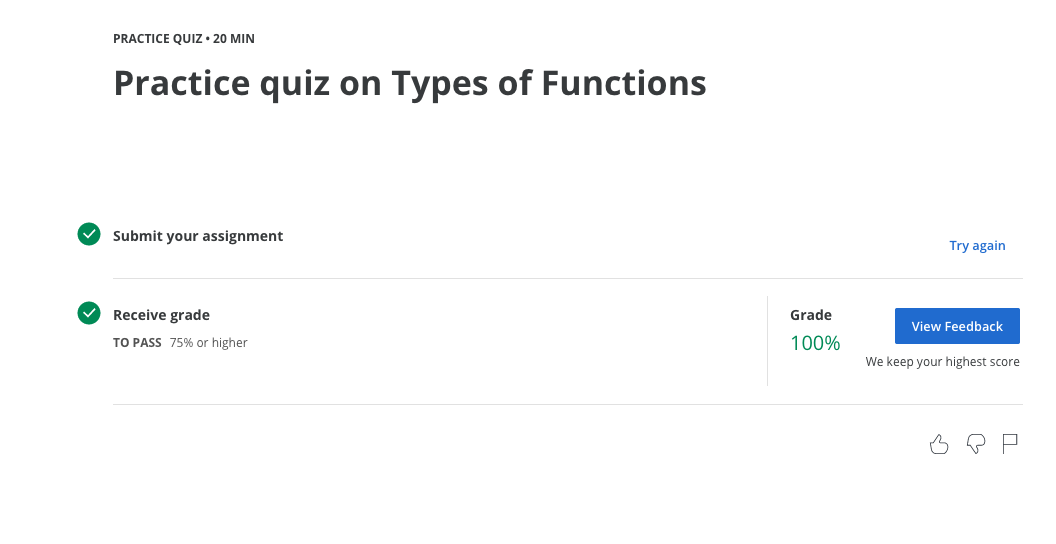 PRACTICE QUIZ • 20 MIN
Practice quiz on Types of Functions
Submit your assignment
Try again
Receive grade
TO PASS 75% or higher
Grade
100%
View Feedback
We keep your highest score